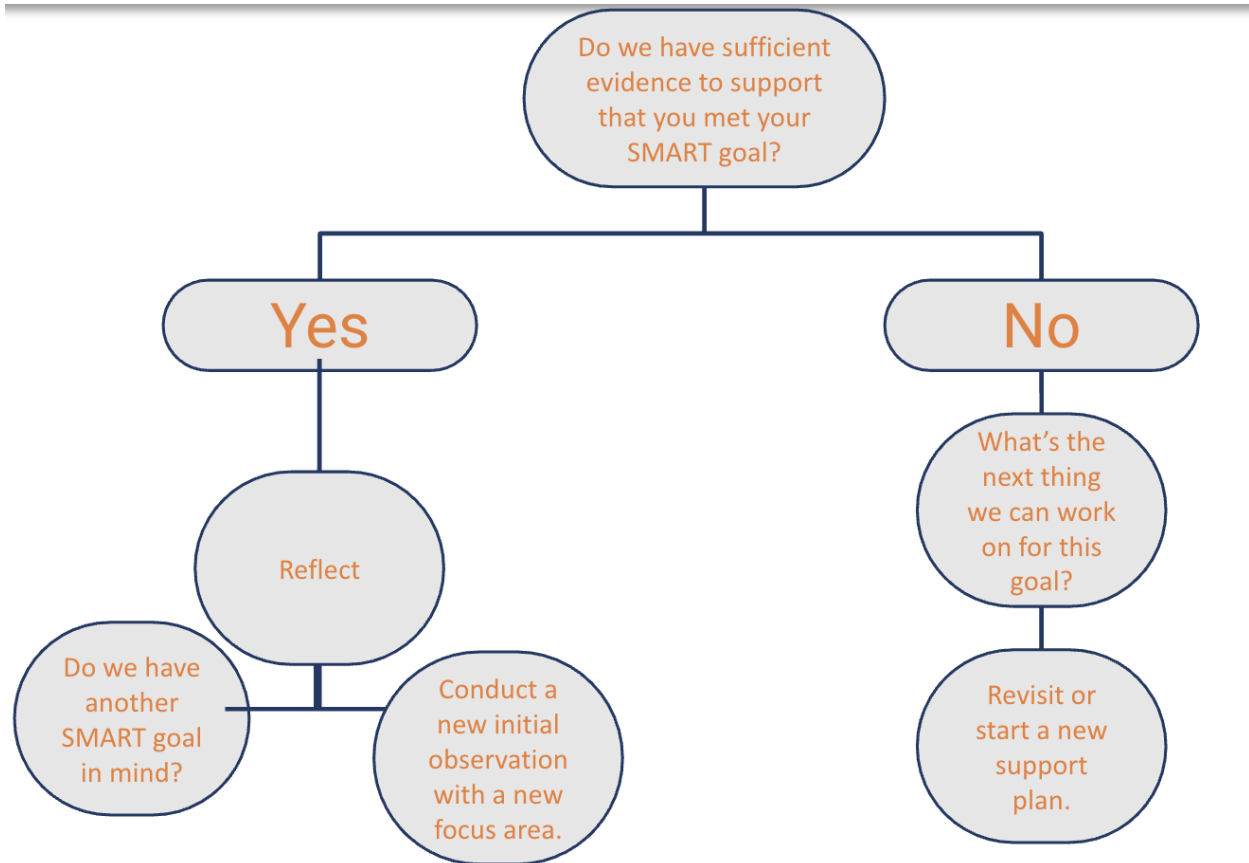 Do we have sufficient
evidence to support
that you met your
SMART goal?
Yes
No
Reflect
Do we have
another
SMART goal
in mind?
Conduct a
new initial
observation
with a new
focus area.
What’s the
next thing
we can work
on for this
goal?
Revisit or
start a new
support
plan.